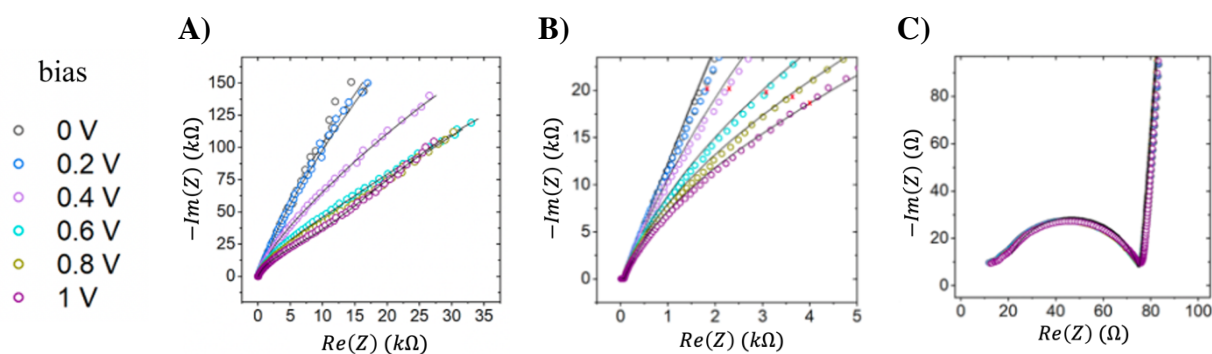 A)
B)
C)
bias
0 V
0.2 V
0.4 V
0.6 V
0.8 V
1 V
150
125
100
75
50
25
0
−Im(Z) (kΩ)
0 5 10 15 20 25 30 35
Re(Z) (kΩ)
20
15
10
5
0
−Im(Z) (kΩ)
0 1 2 3 4 5
Re(Z) (kΩ)
80
60
40
20
0
−Im(Z) (Ω)
0 20 40 60 80 100
Re(Z) (Ω)